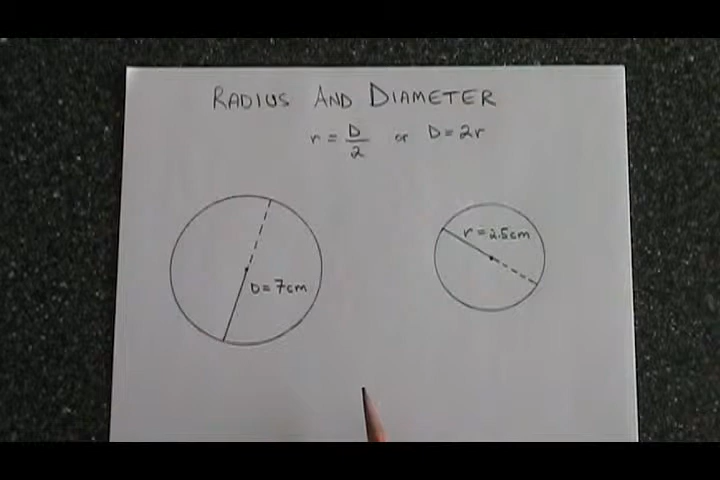 RADIUS AND DIAMETER
r = D/2 or D = 2r
D = 7cm
r = 2.5cm